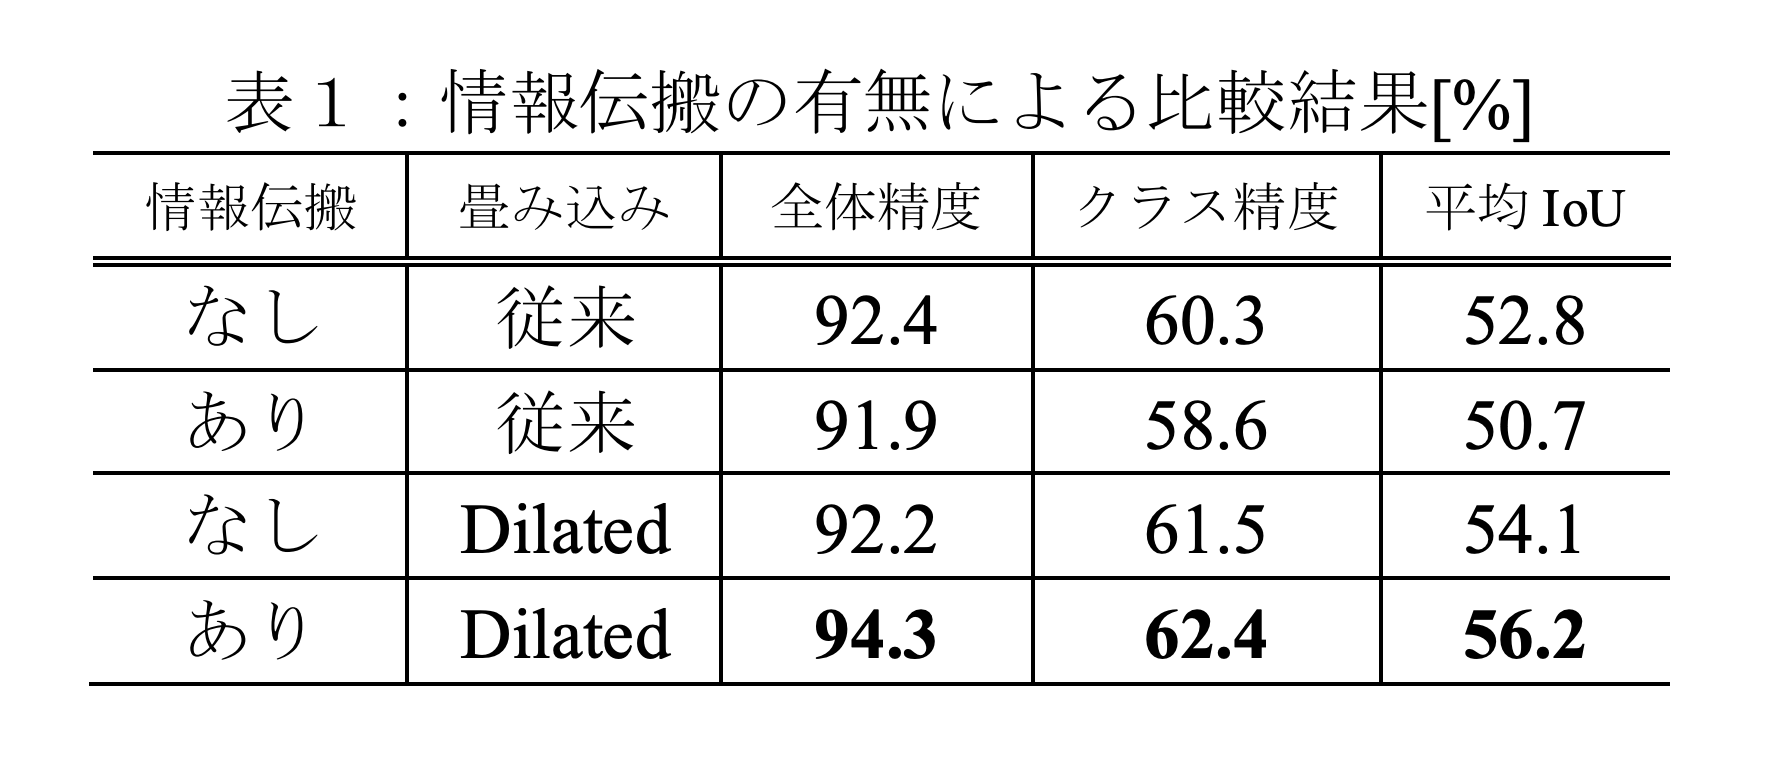 表１：情報伝搬の有無による比較結果[%]
情報伝搬 畳み込み 全体精度 クラス精度 平均 IoU
なし 従来 92.4 60.3 52.8
あり 従来 91.9 58.6 50.7
なし Dilated 92.2 61.5 54.1
あり Dilated 94.3 62.4 56.2